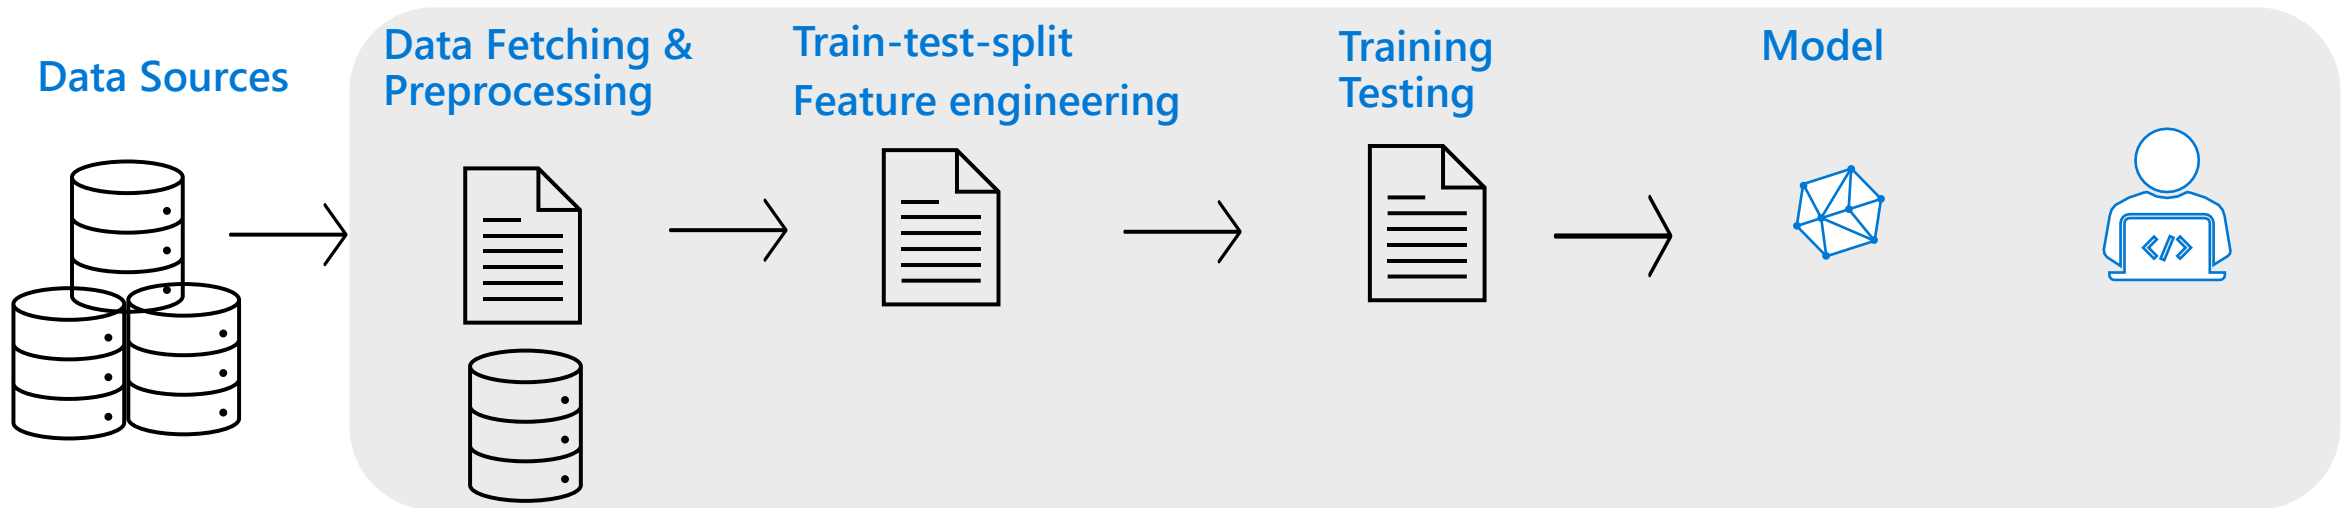 Data Sources
Data Fetching &
Preprocessing
Train-test-split
Feature engineering
Training
Testing
Model
</>